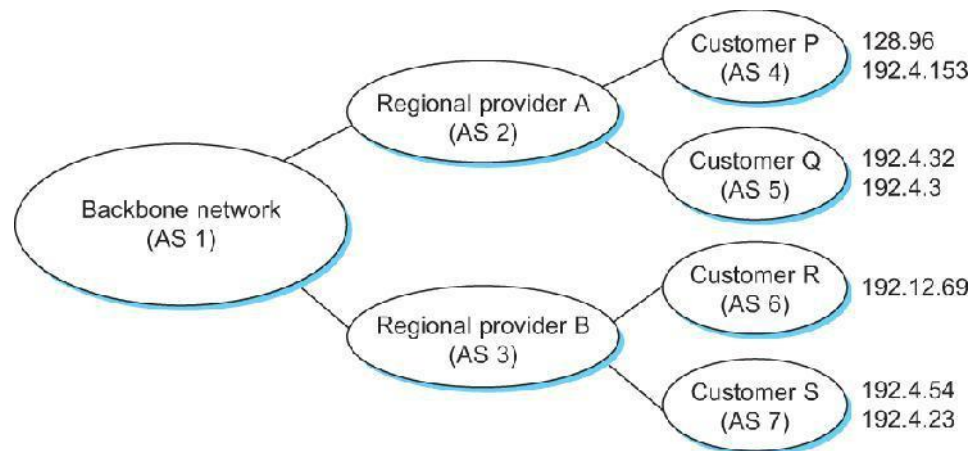 Customer P
(AS 4)
128.96
192.4.153
Regional provider A
(AS 2)
Customer Q
(AS 5)
192.4.32
192.4.3
Backbone network
(AS 1)
Customer R
(AS 6)
192.12.69
Regional provider B
(AS 3)
Customer S
(AS 7)
192.4.54
192.4.23